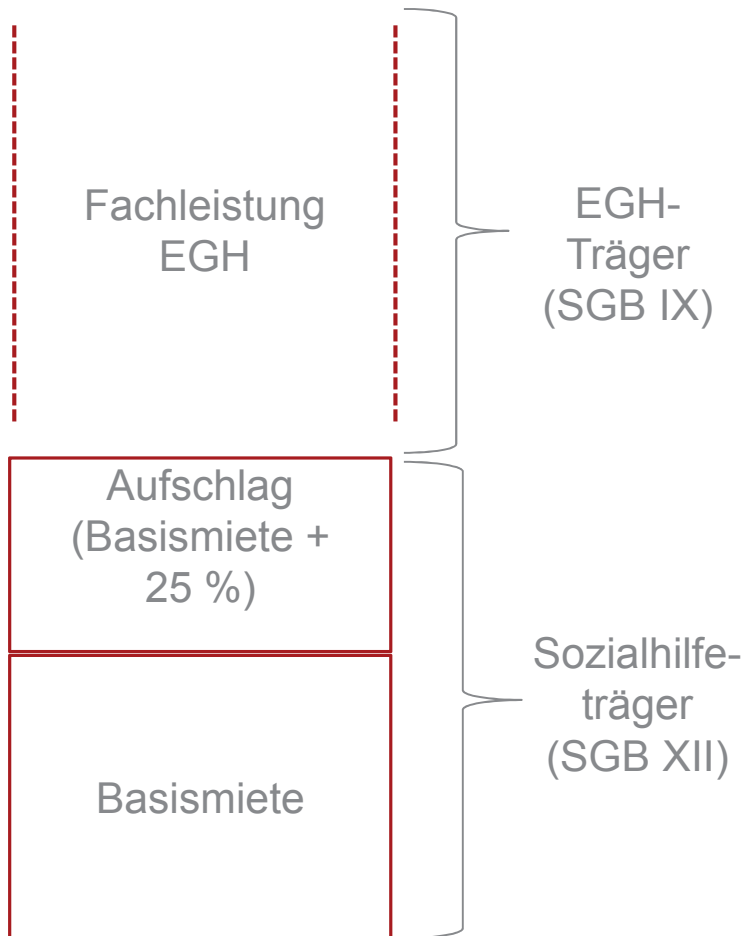 Fachleistung
EGH
EGH-
Träger
(SGB IX)
Aufschlag
(Basismiete +
25 %)
Sozialhilfe-
träger
(SGB XII)
Basismiete